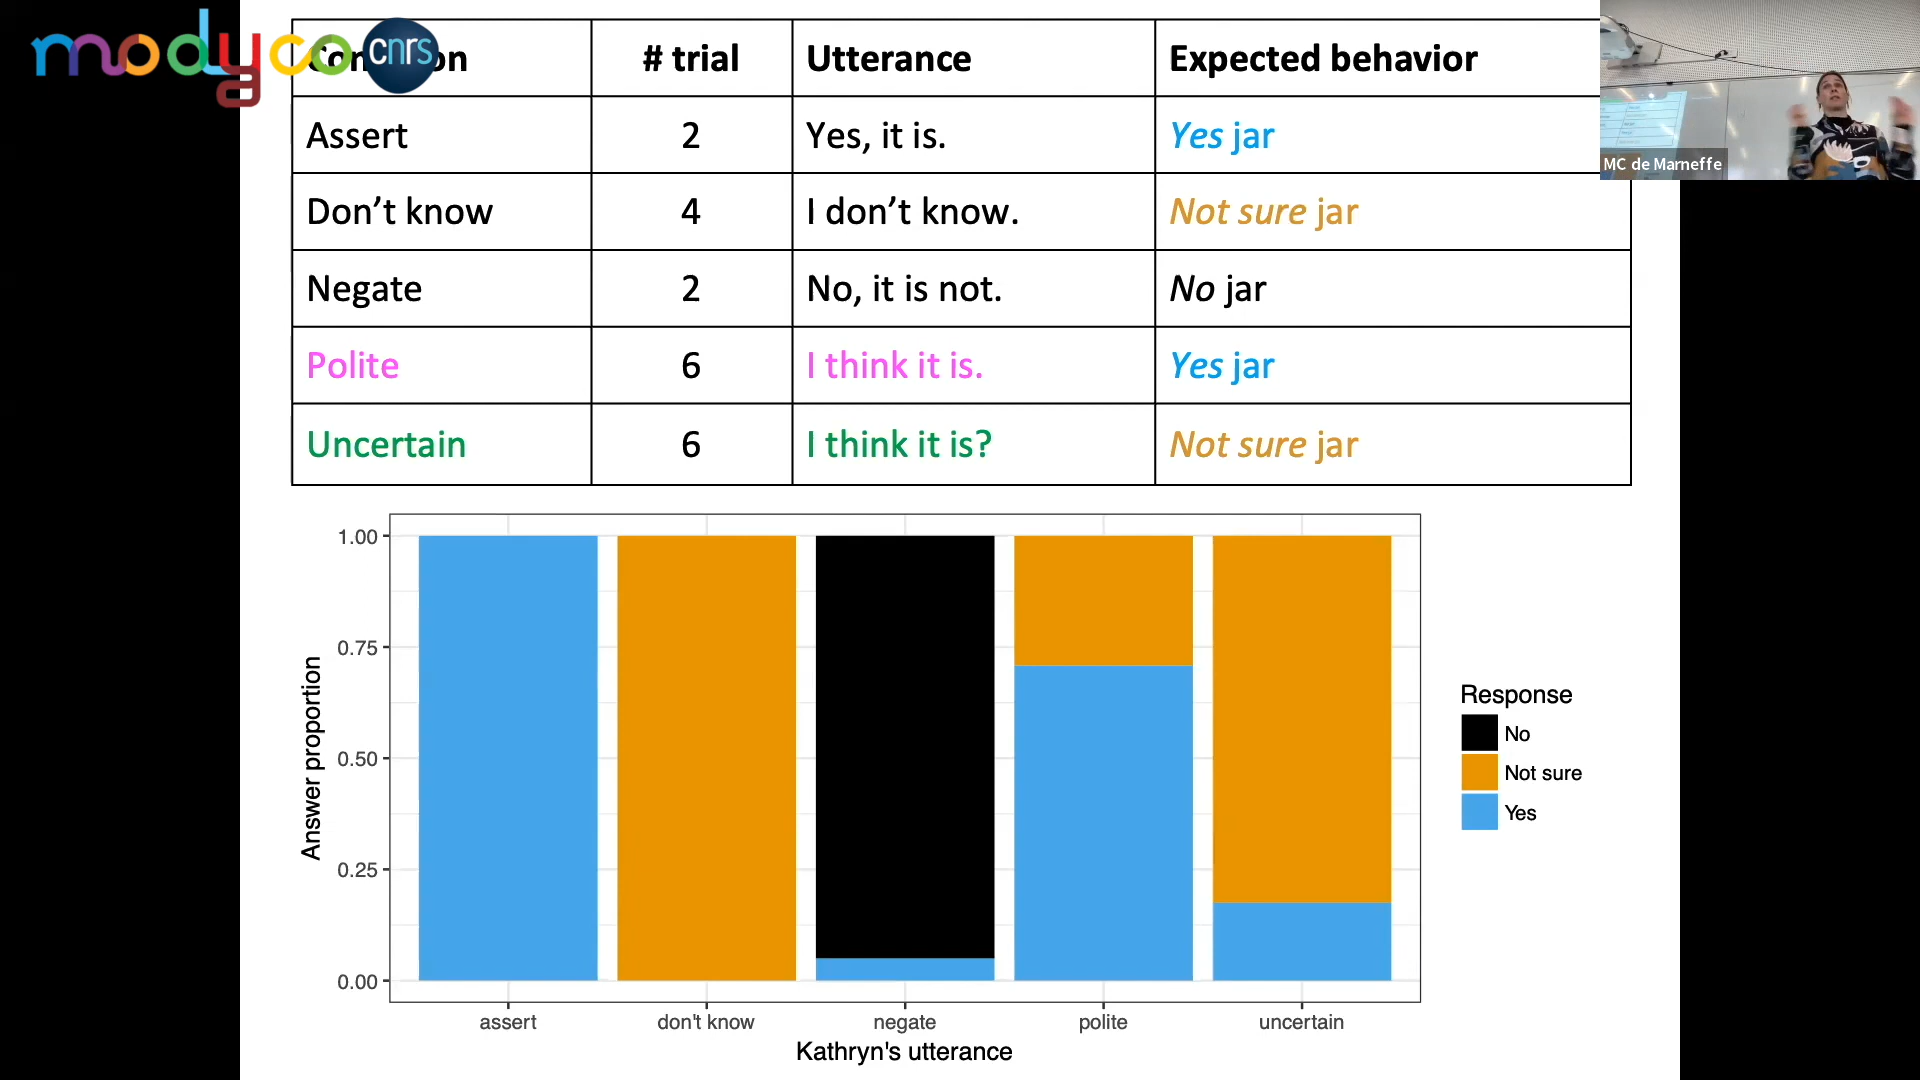 modyco cnrs
# trial Utterance Expected behavior
Assert 2 Yes, it is. Yes jar
Don’t know 4 I don’t know. Not sure jar
Negate 2 No, it is not. No jar
Polite 6 I think it is. Yes jar
Uncertain 6 I think it is? Not sure jar
MC de Marneffe
1.00
0.75
0.50
0.25
0.00
Answer proportion
assert don't know negate polite uncertain
Kathryn's utterance
Response
No
Not sure
Yes